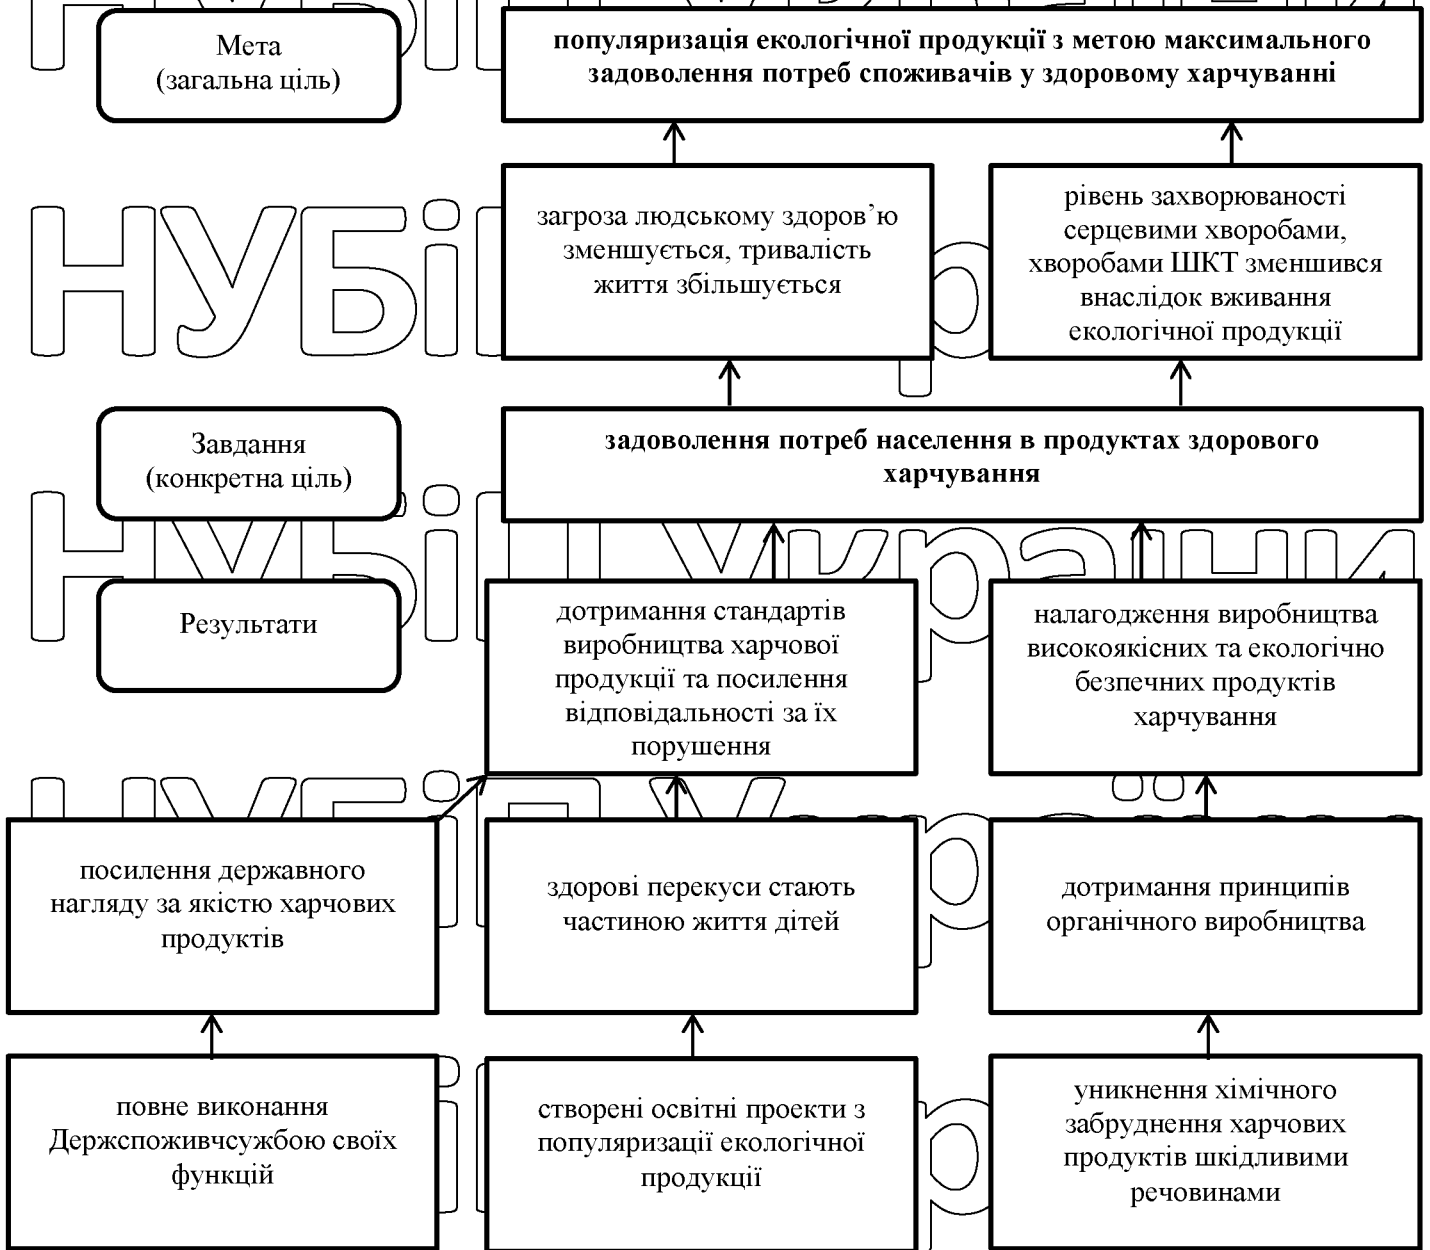 Мета
(загальна ціль)
популяризація екологічної продукції з метою максимального
задоволення потреб споживачів у здоровому харчуванні
загроза людському здоров’ю
зменшується, тривалість
життя збільшується
рівень захворюваності
серцевими хворобами,
хворобами ШКТ зменшився
внаслідок вживання
екологічної продукції
НУБіП
Завдання
(конкретна ціль)
задоволення потреб населення в продуктах здорового
харчування
НУБіП України
Результати
дотримання стандартів
виробництва харчової
продукції та посилення
відповідальності за їх
порушення
налагодження виробництва
високоякісних та екологічно
безпечних продуктів
харчування
посилення державного
нагляду за якістю харчових
продуктів
здорові перекуси стають
частиною життя дітей
дотримання принципів
органічного виробництва
повне виконання
Держспоживчсужбою своїх
функцій
створені освітні проекти з
популяризації екологічної
продукції
уникнення хімічного
забруднення харчових
продуктів шкідливими
речовинами